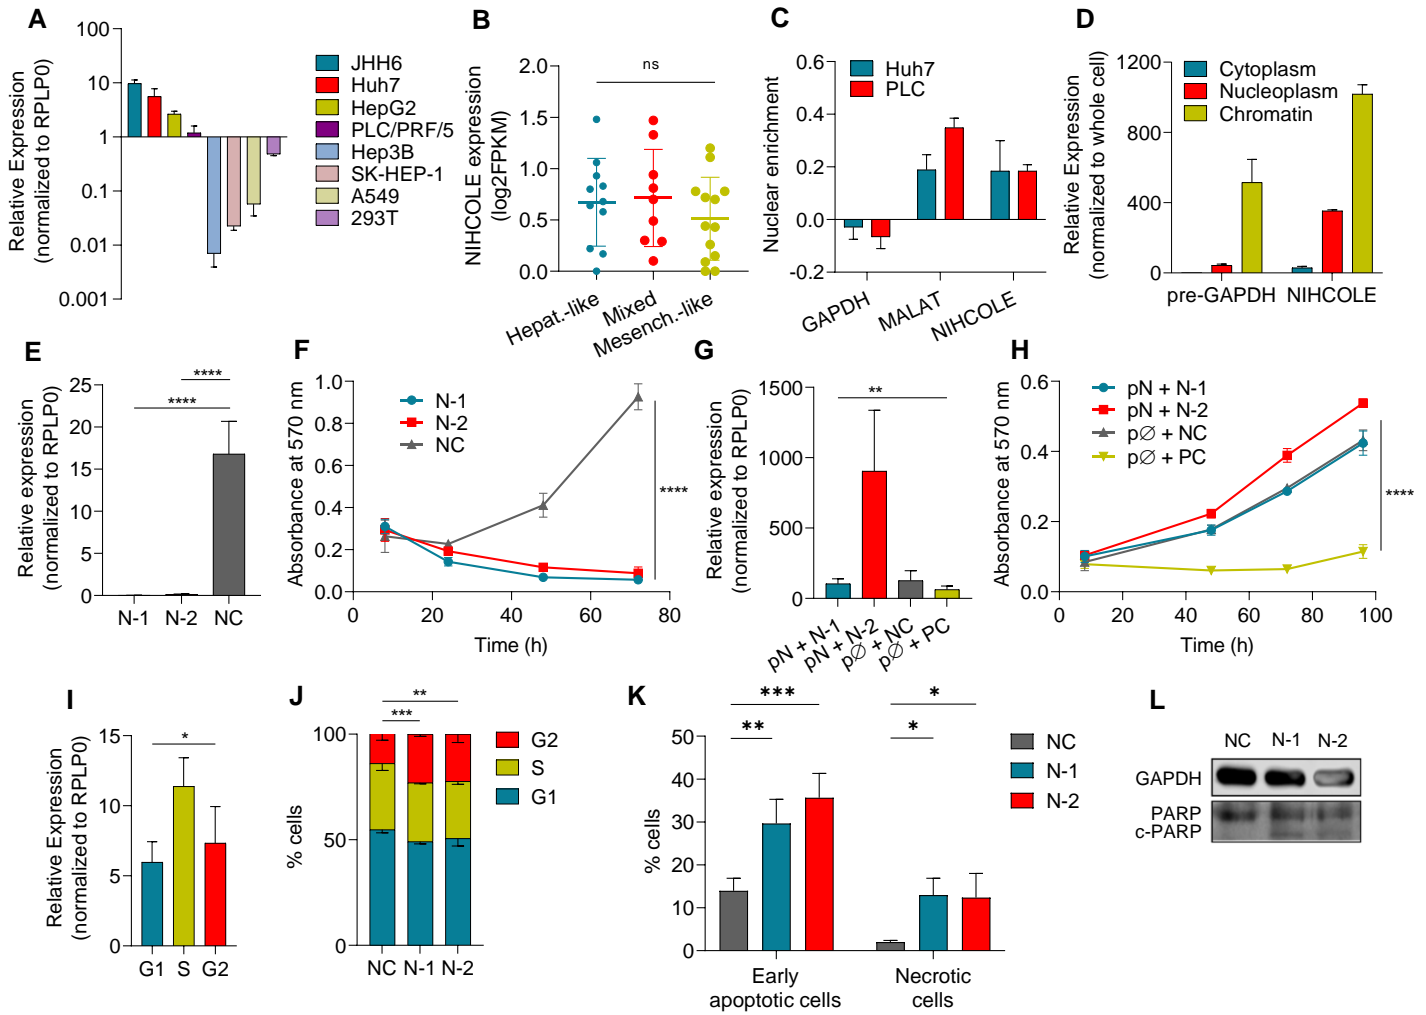 A
Relative Expression
(normalized to RPLP0)
100
10
1
0.1
0.01
0.001
JHH6
Huh7
HepG2
PLC/PRF/5
Hep3B
SK-HEP-1
A549
293T
B
NIHCOLE expression
(log2FPKM)
2.0
1.5
1.0
0.5
0.0
ns
Hepat.-like
Mixed
Mesench.-like
C
Nuclear enrichment
0.6
0.4
0.2
0.0
-0.2
Huh7
PLC
GAPDH
MALAT
NIHCOLE
D
Relative Expression
(normalized to whole cell)
1200
800
400
0
Cytoplasm
Nucleoplasm
Chromatin
pre-GAPDH
NIHCOLE
E
Relative expression
(normalized to RPLP0)
25
20
15
10
5
0
****
****
N-1
N-2
NC
F
Absorbance at 570 nm
1.0
0.8
0.6
0.4
0.2
0.0
N-1
N-2
NC
****
0 20 40 60 80
Time (h)
G
Relative expression
(normalized to RPLP0)
1500
1000
500
0
**
pN + N-1
pN + N-2
p∅ + NC
p∅ + PC
H
Absorbance at 570 nm
0.6
0.4
0.2
0.0
pN + N-1
pN + N-2
p∅ + NC
p∅ + PC
****
0 20 40 60 80 100
Time (h)
I
Relative Expression
(normalized to RPLP0)
15
10
5
0
*
G1 S G2
J
% cells
100
50
0
**
***
G2
S
G1
NC N-1 N-2
K
% cells
50
40
30
20
10
0
***
**
*
*
NC
N-1
N-2
Early
apoptotic cells
Necrotic
cells
L
NC N-1 N-2
GAPDH
PARP
c-PARP